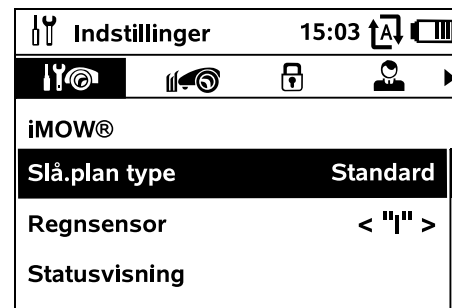 Indstillinger 15:03 A
iMOW®
Slå.plan type Standard
Regnsensor < "I" >
Statusvisning